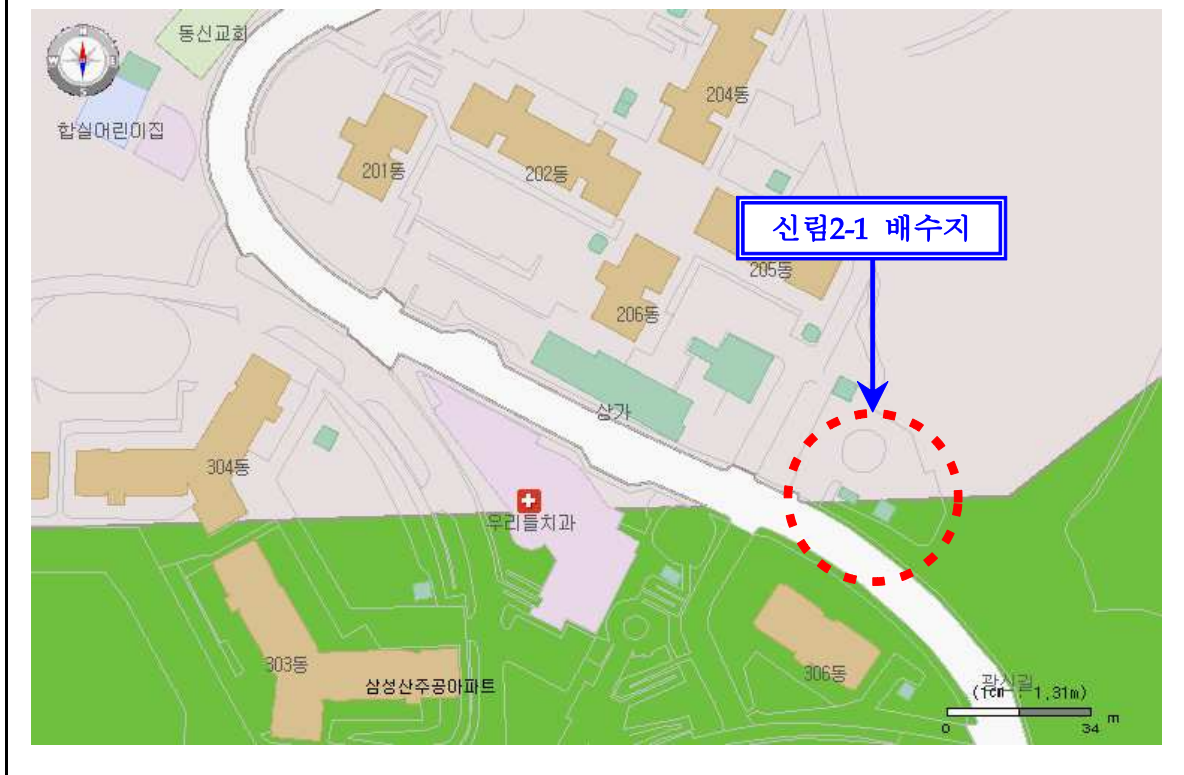 동신교회
N
W
E
S
합실어린이집
201동
202동
204동
신림2-1 배수지
205동
206동
상가
304동
우리들치과
303동
삼성산주공아파트
306동
광신길
(1cm : 1,31m)
0
34
m